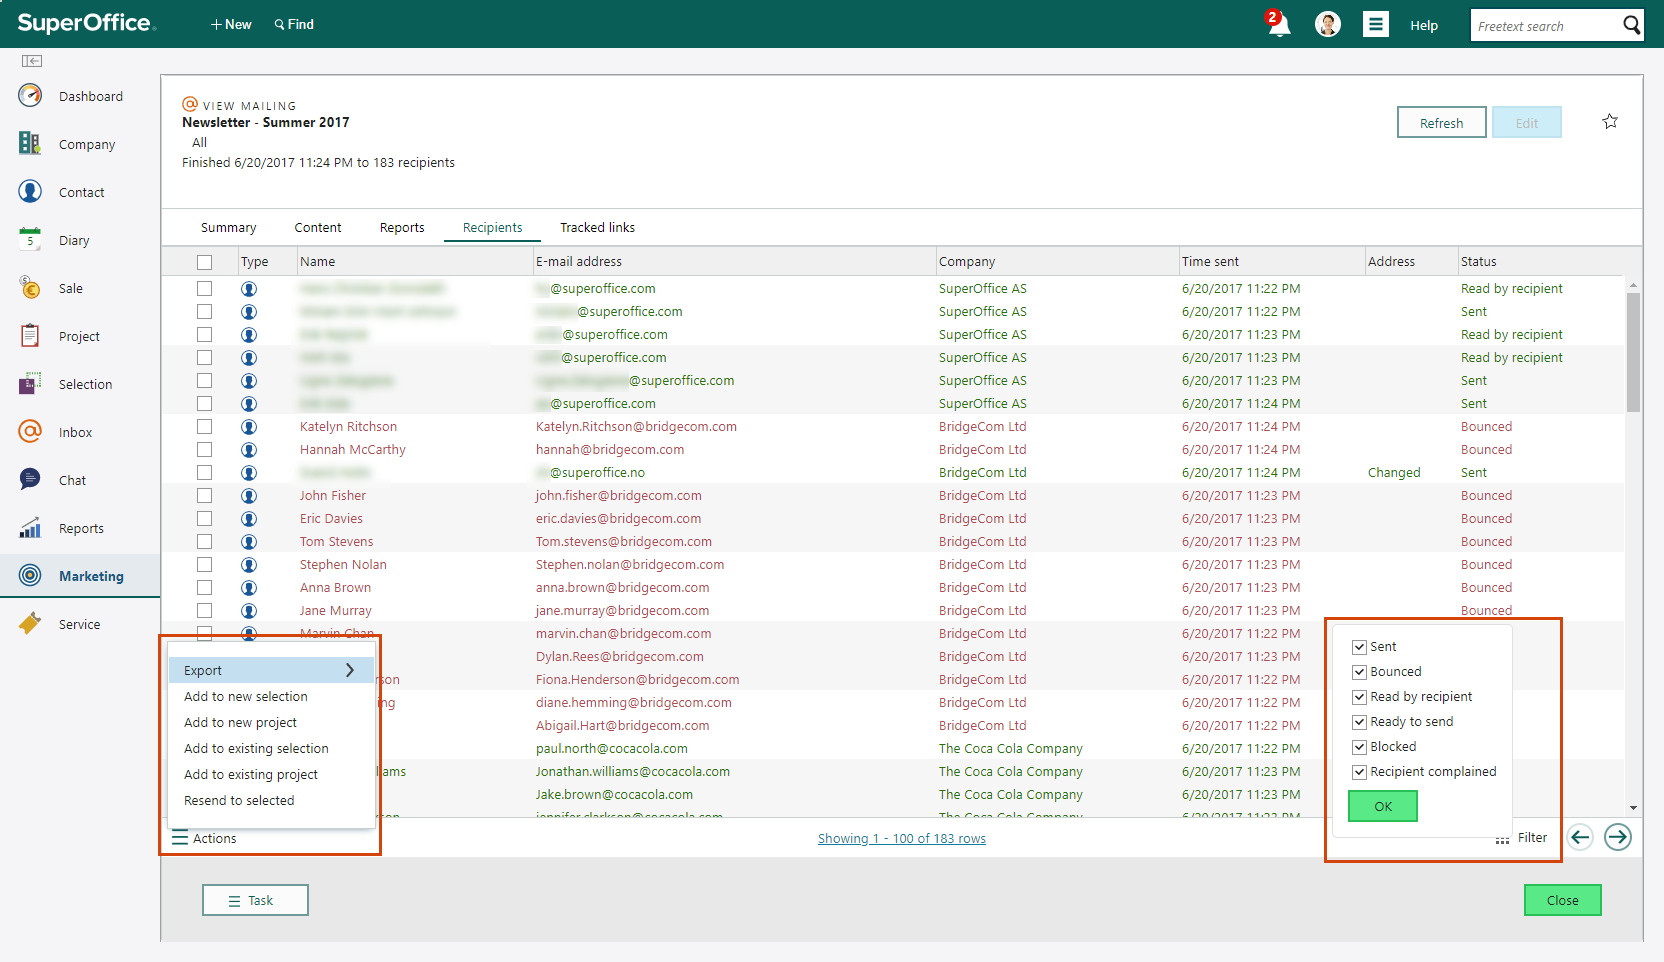 SuperOffice.
+ New
Find
2
Help
Freetext search
Dashboard
Company
Contact
5
Diary
Sale
Project
Selection
Inbox
Chat
Reports
Marketing
Service
VIEW MAILING
Newsletter - Summer 2017
All
Finished 6/20/2017 11:24 PM to 183 recipients
Refresh
Edit
Summary Content Reports Recipients Tracked links
Type Name E-mail address Company Time sent Address Status
@superoffice.com SuperOffice AS 6/20/2017 11:22 PM Read by recipient
@superoffice.com SuperOffice AS 6/20/2017 11:22 PM Sent
@superoffice.com SuperOffice AS 6/20/2017 11:23 PM Read by recipient
@superoffice.com SuperOffice AS 6/20/2017 11:23 PM Read by recipient
@superoffice.com SuperOffice AS 6/20/2017 11:23 PM Sent
@superoffice.com SuperOffice AS 6/20/2017 11:24 PM Sent
Katelyn Ritchson Katelyn.Ritchson@bridgecom.com BridgeCom Ltd 6/20/2017 11:24 PM Bounced
Hannah McCarthy hannah@bridgecom.com BridgeCom Ltd 6/20/2017 11:24 PM Bounced
@superoffice.no BridgeCom Ltd 6/20/2017 11:24 PM Changed Sent
John Fisher john.fisher@bridgecom.com BridgeCom Ltd 6/20/2017 11:23 PM Bounced
Eric Davies eric.davies@bridgecom.com BridgeCom Ltd 6/20/2017 11:23 PM Bounced
Tom Stevens Tom.stevens@bridgecom.com BridgeCom Ltd 6/20/2017 11:23 PM Bounced
Stephen Nolan Stephen.nolan@bridgecom.com BridgeCom Ltd 6/20/2017 11:23 PM Bounced
Anna Brown anna.brown@bridgecom.com BridgeCom Ltd 6/20/2017 11:23 PM Bounced
Jane Murray jane.murray@bridgecom.com BridgeCom Ltd 6/20/2017 11:22 PM Bounced
Marvin Chan marvin.chan@bridgecom.com BridgeCom Ltd 6/20/2017 11:22 PM
Dylan.Rees@bridgecom.com BridgeCom Ltd 6/20/2017 11:23 PM
rson Fiona.Henderson@bridgecom.com BridgeCom Ltd 6/20/2017 11:22 PM
ing diane.hemming@bridgecom.com BridgeCom Ltd 6/20/2017 11:22 PM
Abigail.Hart@bridgecom.com BridgeCom Ltd 6/20/2017 11:22 PM
paul.north@cocacola.com The Coca Cola Company 6/20/2017 11:22 PM
iams Jonathan.williams@cocacola.com The Coca Cola Company 6/20/2017 11:23 PM
Jake.brown@cocacola.com The Coca Cola Company 6/20/2017 11:23 PM
son jennifer.clarkson@cocacola.com The Coca Cola Company 6/20/2017 11:22 PM
Export
Add to new selection
Add to new project
Add to existing selection
Add to existing project
Resend to selected
Actions
Sent
Bounced
Read by recipient
Ready to send
Blocked
Recipient complained
OK
Showing 1 - 100 of 183 rows
Filter
Task
Close